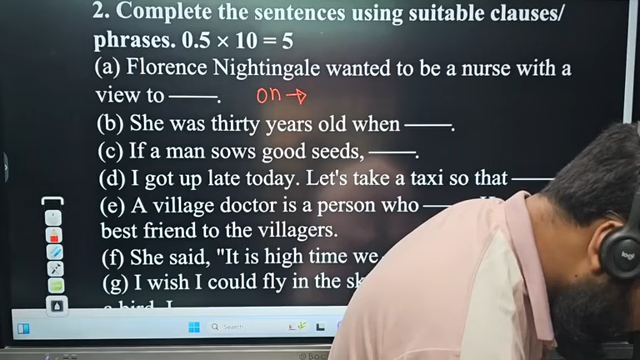 2. Complete the sentences using suitable clauses/
phrases. 0.5 × 10 = 5
(a) Florence Nightingale wanted to be a nurse with a
view to ——. on →
(b) She was thirty years old when ——.
(c) If a man sows good seeds, ——.
(d) I got up late today. Let's take a taxi so that ——
(e) A village doctor is a person who ——
best friend to the villagers.
(f) She said, "It is high time we
(g) I wish I could fly in the
a bird, I
Search
logi